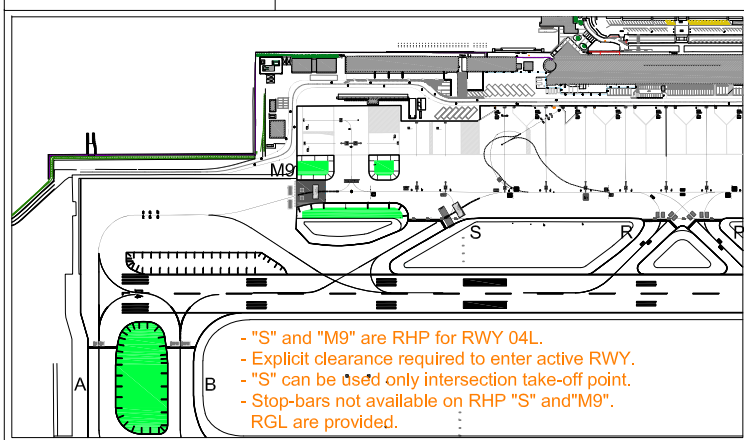 M9
S
R
A
B
- "S" and "M9" are RHP for RWY 04L.
- Explicit clearance required to enter active RWY.
- "S" can be used only intersection take-off point.
- Stop-bars not available on RHP "S" and"M9".
RGL are provided.